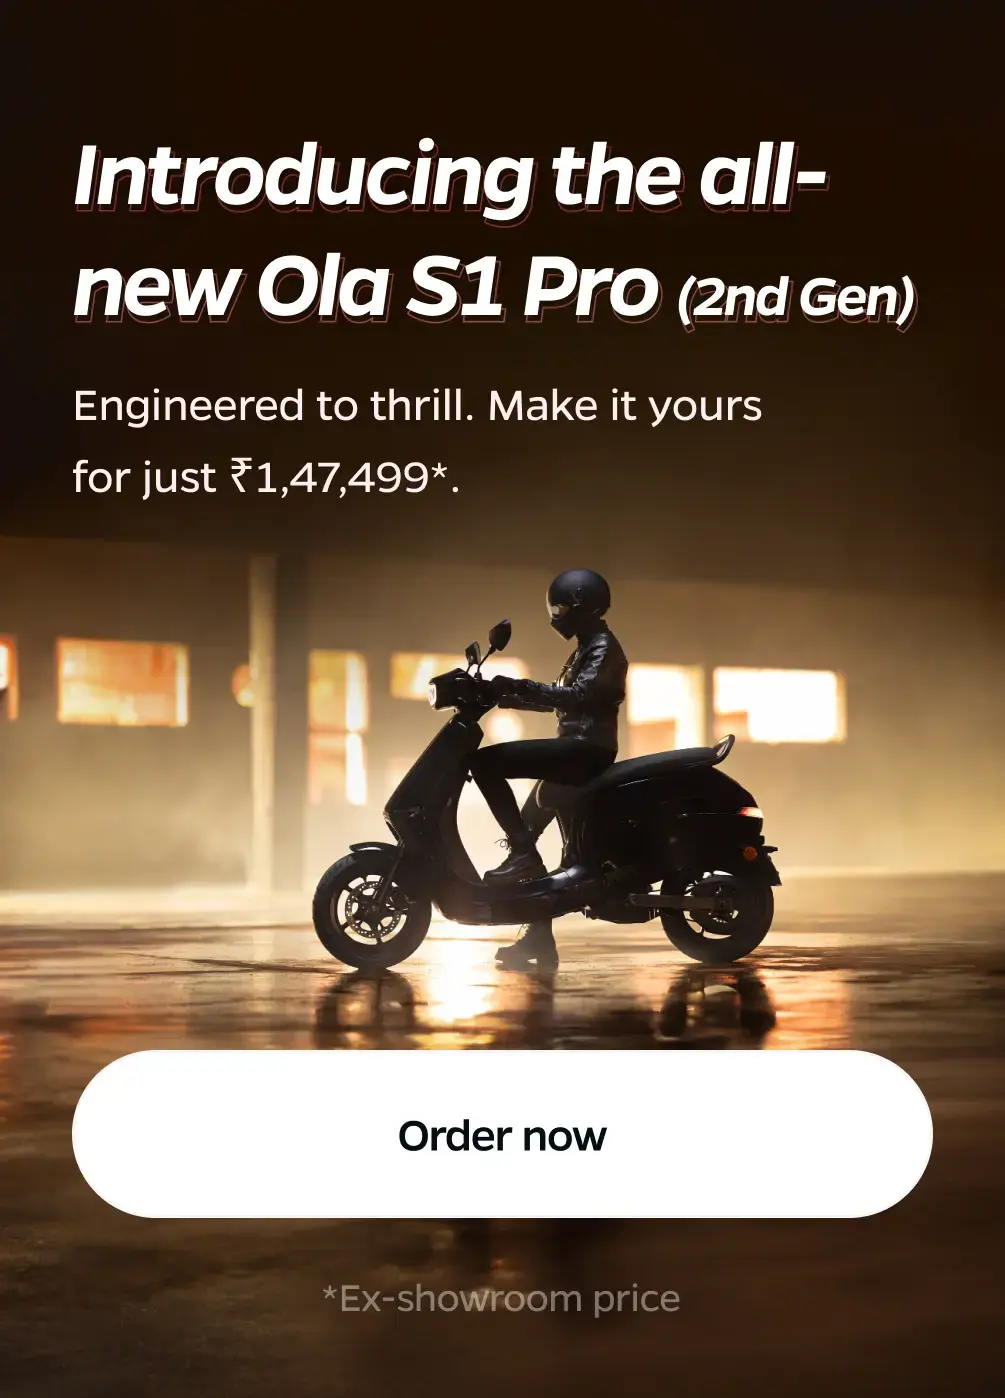 Introducing the all-
new Ola S1 Pro (2nd Gen)
Engineered to thrill. Make it yours
for just ₹1,47,499*.
Order now
*Ex-showroom price